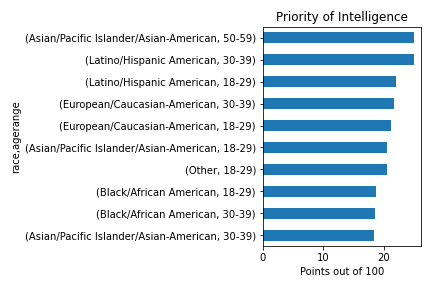 Priority of Intelligence
(Asian/Pacific Islander/Asian-American, 50-59)
(Latino/Hispanic American, 30-39)
(Latino/Hispanic American, 18-29)
(European/Caucasian-American, 30-39)
(European/Caucasian-American, 18-29)
(Asian/Pacific Islander/Asian-American, 18-29)
(Other, 18-29)
(Black/African American, 18-29)
(Black/African American, 30-39)
(Asian/Pacific Islander/Asian-American, 30-39)
race,agerange
0 10 20
Points out of 100